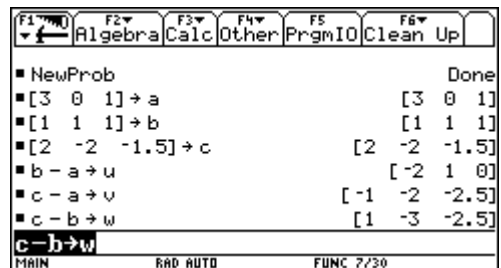 F1 F2 F3 F4 F5 F6
Algebra Calc Other PrgmIO Clean Up
▪NewProb Done
▪[3 0 1]→a [3 0 1]
▪[1 1 1]→b [1 1 1]
▪[2 -2 -1.5]→c [2 -2 -1.5]
▪b - a→u [-2 1 0]
▪c - a→v [-1 -2 -2.5]
▪c - b→w [1 -3 -2.5]
c-b→w
MAIN RAD AUTO FUNC 7/30